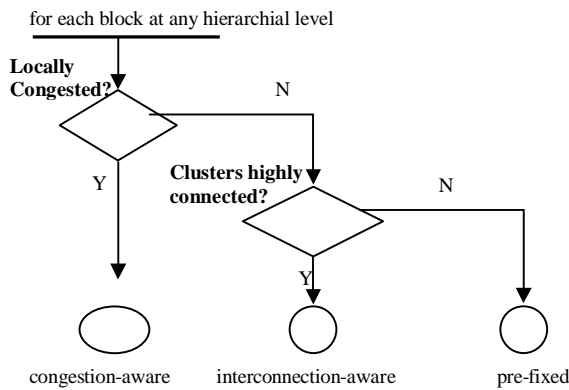 for each block at any hierarchial level
Locally
Congested?
N
Clusters highly
connected?
Y
N
Y
congestion-aware
interconnection-aware
pre-fixed